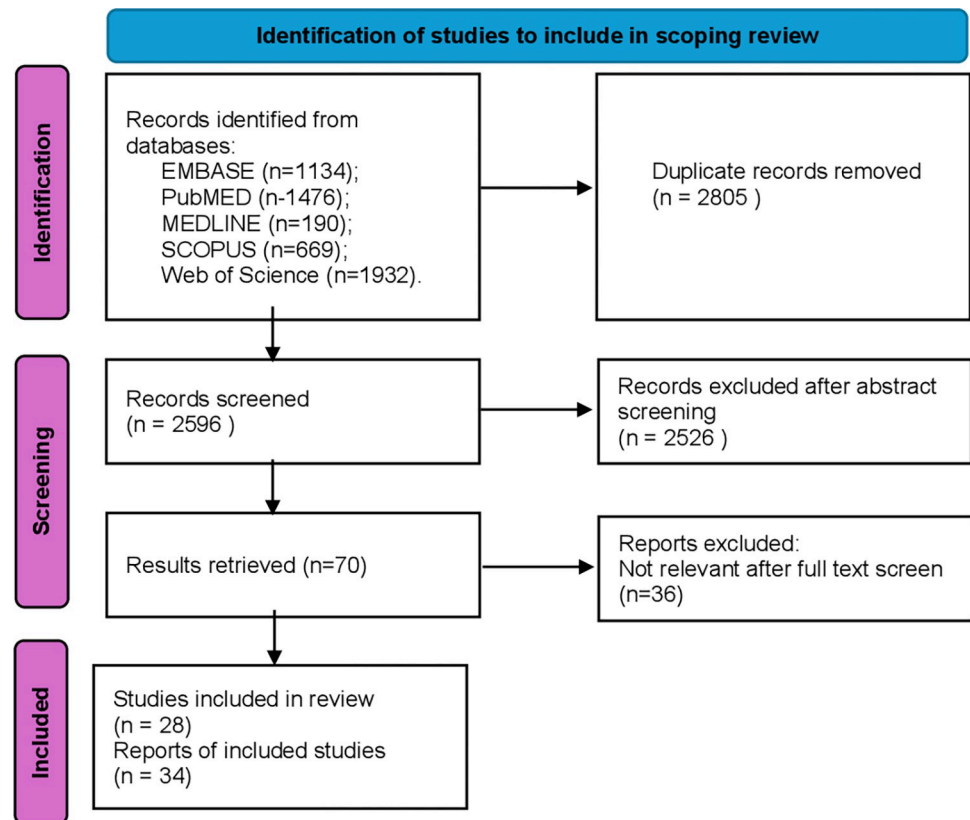 Identification of studies to include in scoping review
Identification
Records identified from
databases:
EMBASE (n=1134);
PubMED (n-1476);
MEDLINE (n=190);
SCOPUS (n=669);
Web of Science (n=1932).
Duplicate records removed
(n = 2805 )
Screening
Records screened
(n = 2596 )
Records excluded after abstract
screening
(n = 2526 )
Results retrieved (n=70)
Reports excluded:
Not relevant after full text screen
(n=36)
Included
Studies included in review
(n = 28)
Reports of included studies
(n = 34)